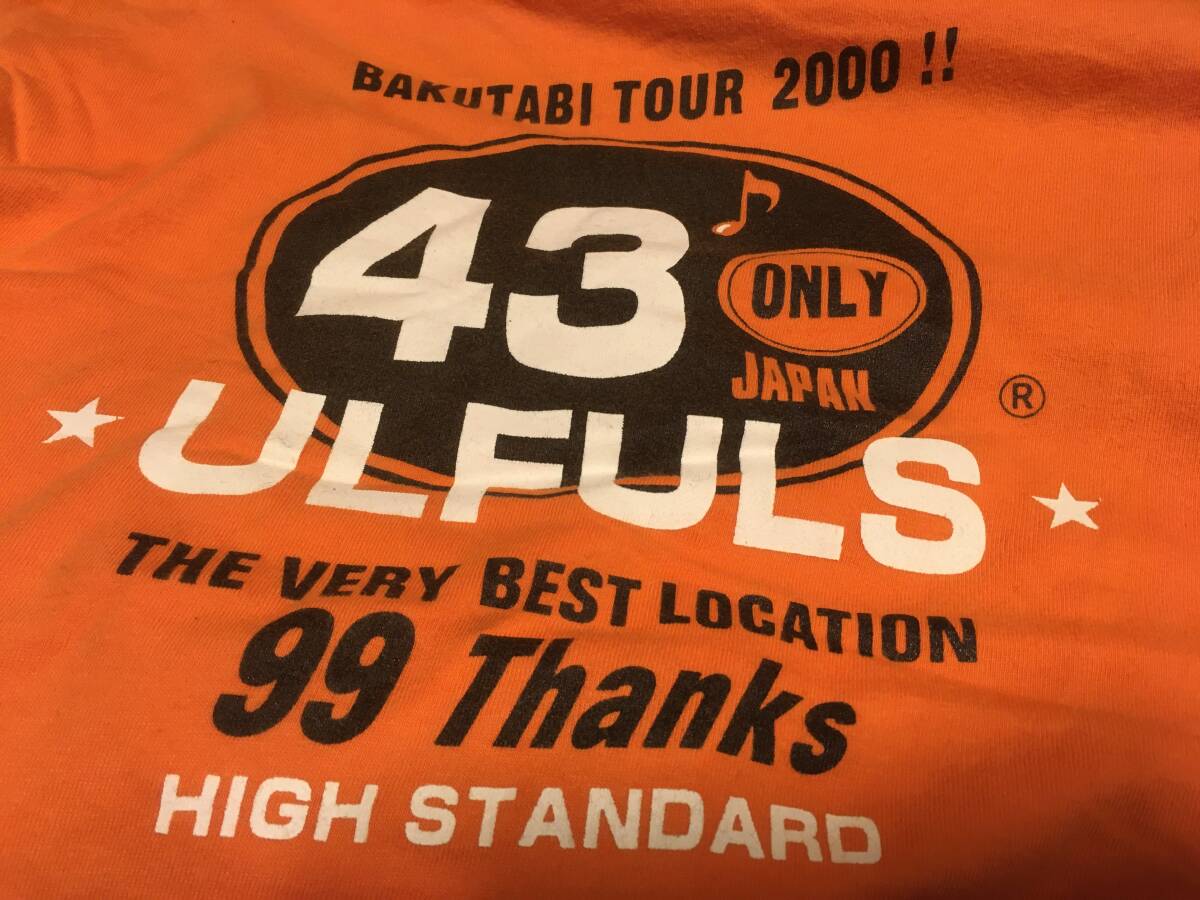 BAKUTABI TOUR 2000 !!
43
ONLY
JAPAN
®
ULFULS
THE VERY BEST LOCATION
99 Thanks
HIGH STANDARD